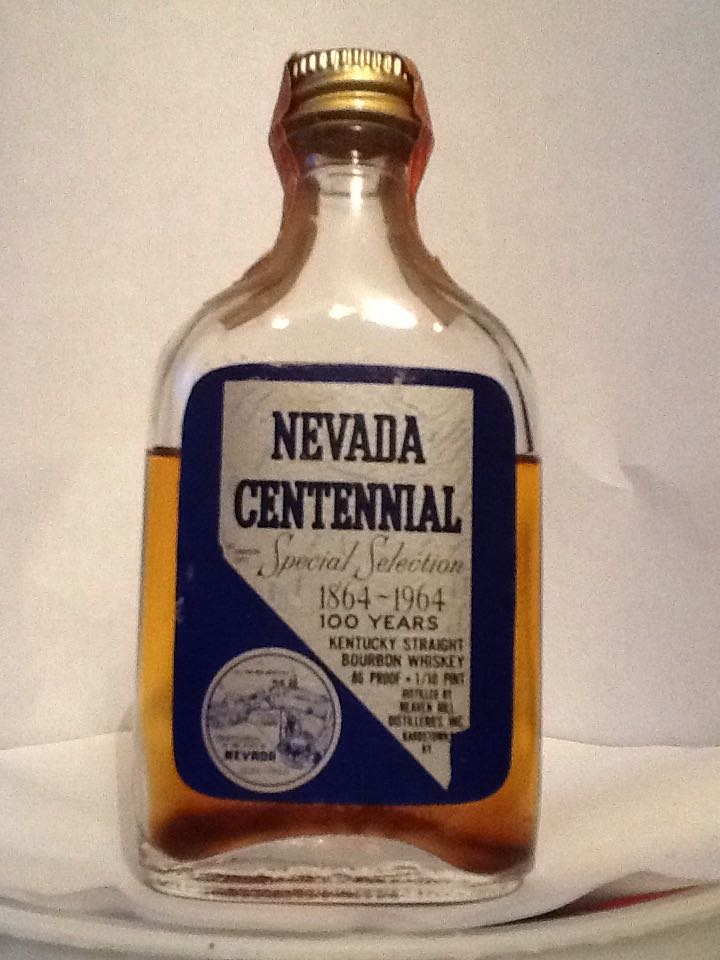 NEVADA
CENTENNIAL
Special Selection
1864~1964
100 YEARS
KENTUCKY STRAIGHT
BOURBON WHISKEY
86 PROOF • 1/10 PINT
DISTILLED BY
HEAVEN HILL
DISTILLERIES, INC.
BARDSTOWN
KY
NEVADA